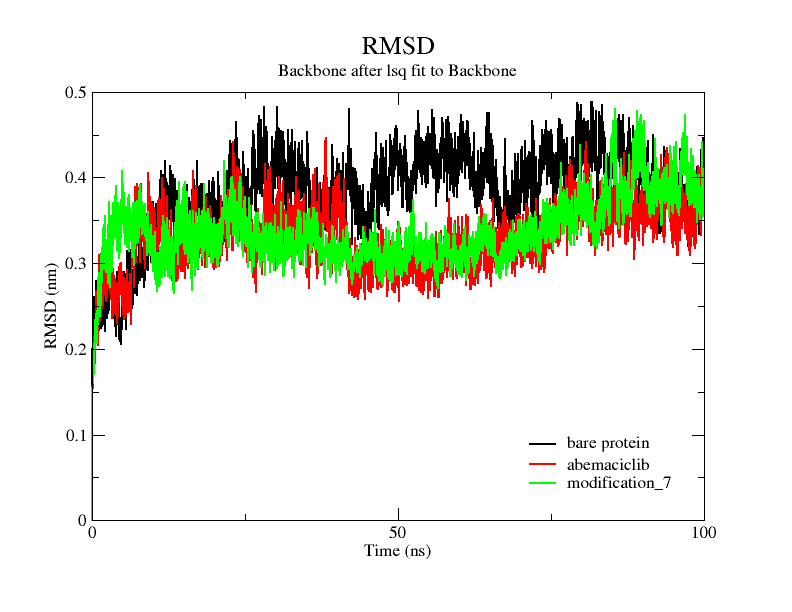 RMSD
Backbone after lsq fit to Backbone
0.5
0.4
0.3
0.2
0.1
0
RMSD (nm)
bare protein
abemaciclib
modification_7
0
50
100
Time (ns)